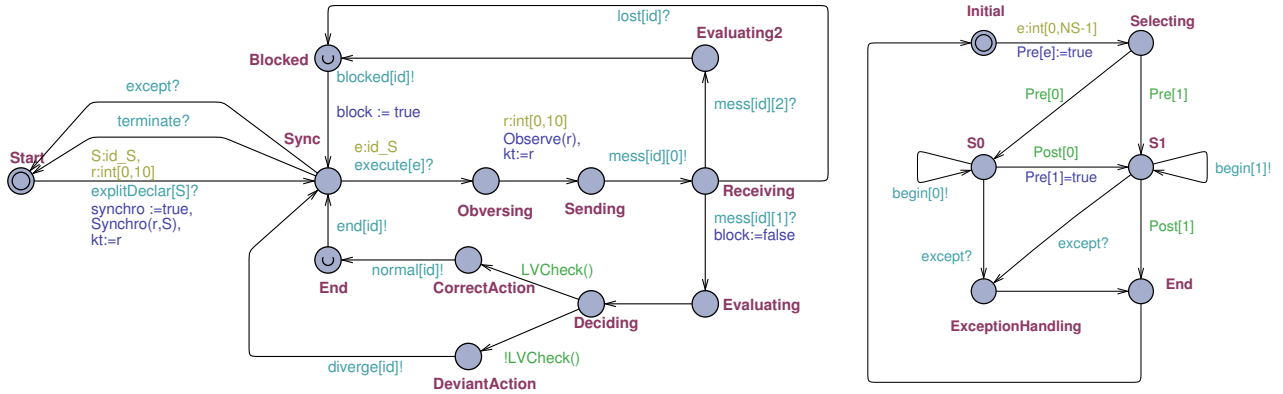 lost[id]?
Initial
Selecting
e:int[0,NS-1]
Pre[e]:=true
Evaluating2
Blocked
blocked[id]!
except?
block := true
mess[id][2]?
Pre[0]
Pre[1]
terminate?
Sync
r:int[0,10]
Observe(r),
kt:=r
e:id_S
execute[e]?
mess[id][0]!
Start
S:id_S,
r:int[0,10]
explitDeclar[S]?
synchro :=true,
Synchro(r,S),
kt:=r
S0
Post[0]
Pre[1]=true
S1
begin[0]!
begin[1]!
Obversing
Sending
Receiving
mess[id][1]?
block:=false
end[id]!
Post[1]
except?
except?
normal[id]!
LVCheck()
End
CorrectAction
Deciding
Evaluating
End
ExceptionHandling
diverge[id]!
!LVCheck()
DeviantAction